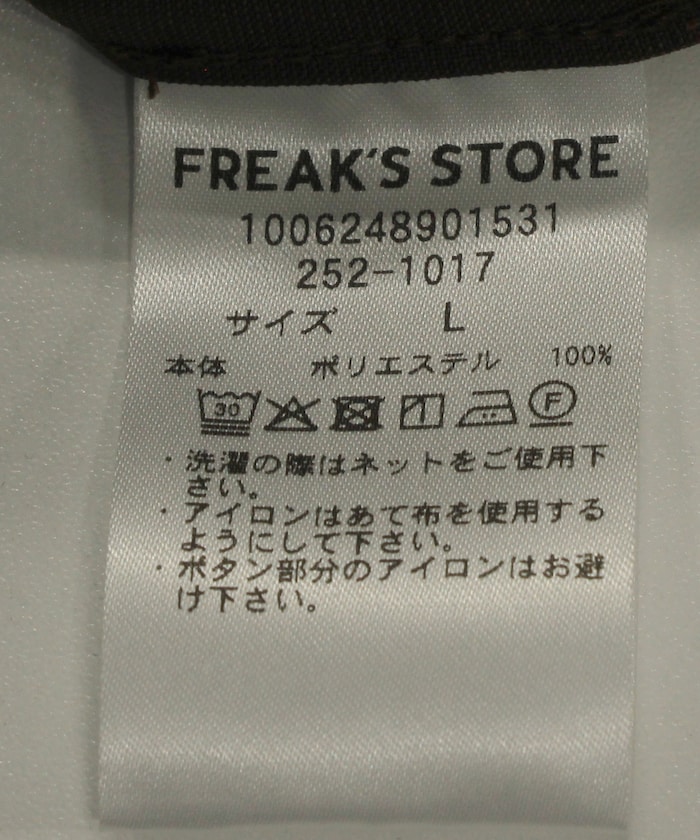 FREAK'S STORE
1006248901531
252-1017
サイズ L
本体 ポリエステル 100%
30 F
・洗濯の際はネットをご使用下
さい。
・アイロンはあて布を使用する
ようにして下さい。
・ボタン部分のアイロンはお避
け下さい。